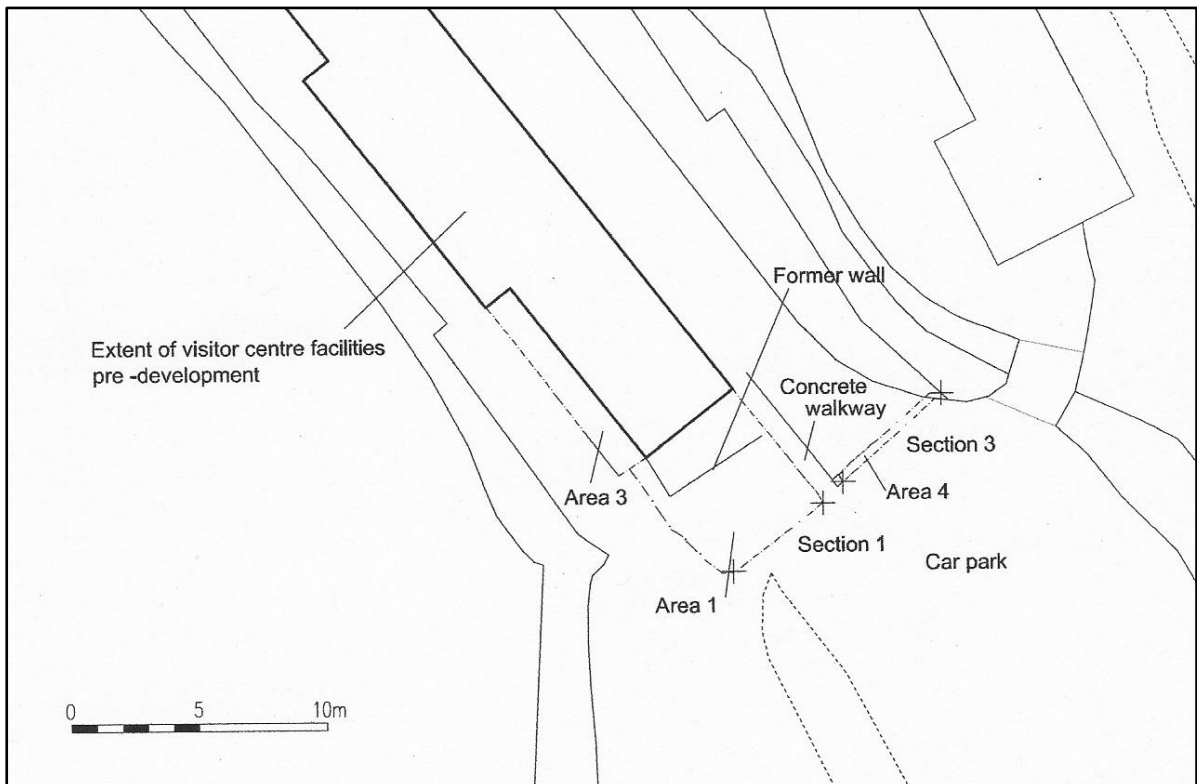 Former wall
Extent of visitor centre facilities
pre -development
Concrete
walkway
Section 3
Area 3
Area 4
Section 1
Car park
Area 1
0 5 10m